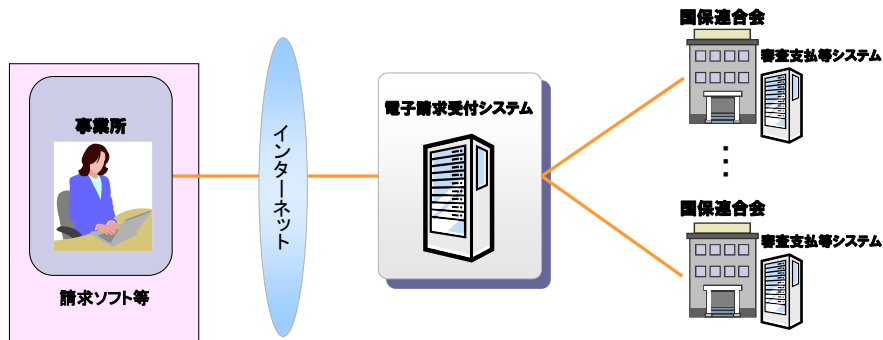 事業所
請求ソフト等
インターネット
電子請求受付システム
国保連合会
審査支払等システム
国保連合会
審査支払等システム